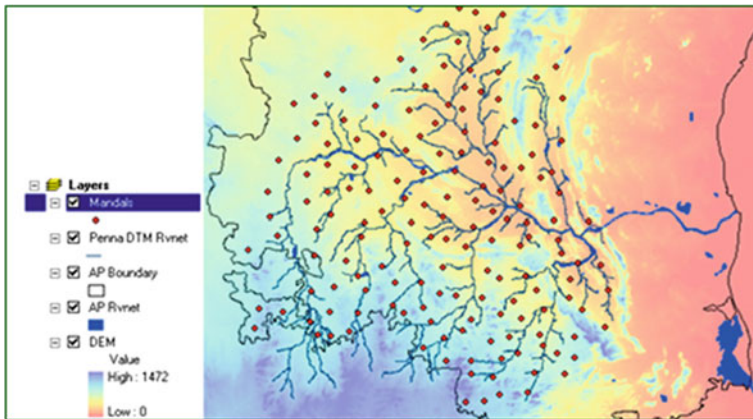 Layers
Mandals
Penna DTM Rvnet
AP Boundary
AP Rvnet
DEM
Value
High : 1472
Low : 0